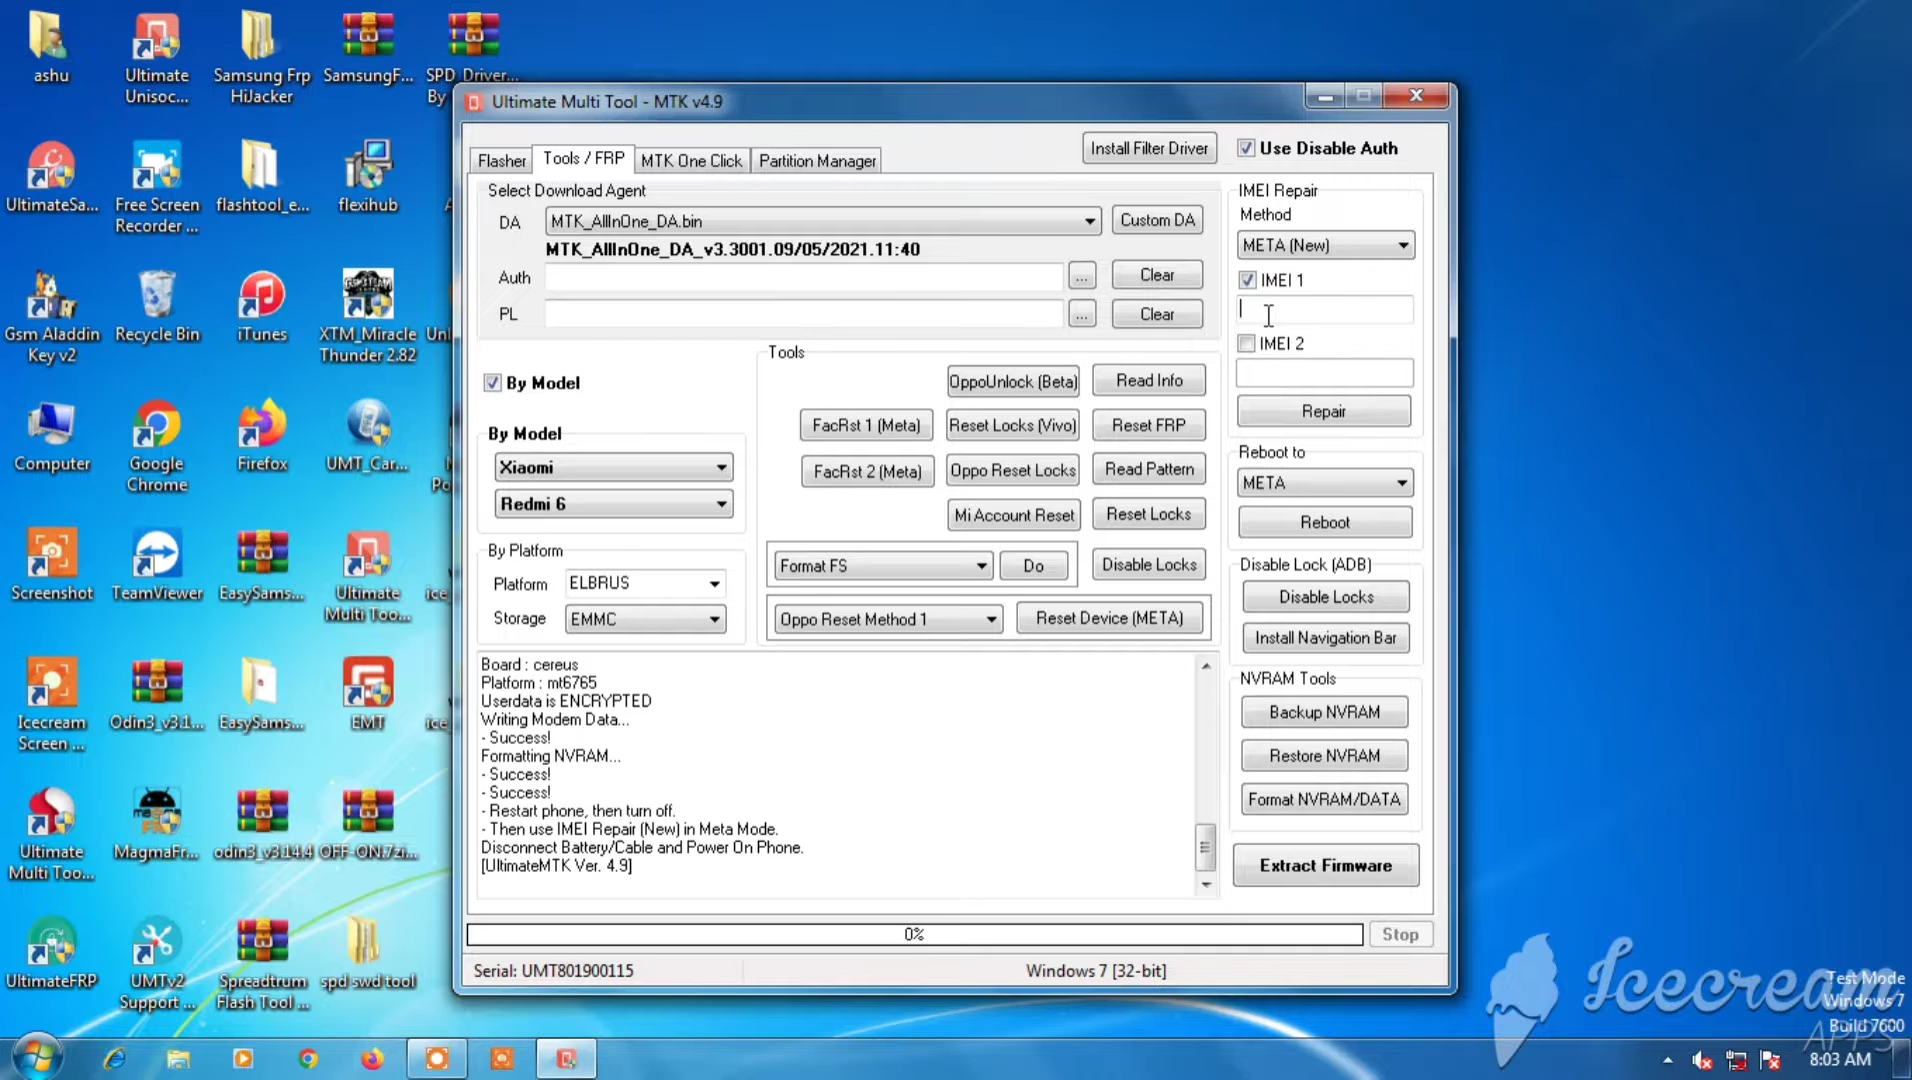 ashu
Ultimate
Unisoc...
Samsung Frp
HiJacker
SamsungF...
SPD_Driver...
By
UltimateSa...
Free Screen
Recorder ...
flashtool_e...
flexihub
Gsm Aladdin
Key v2
Recycle Bin
iTunes
XTM_Miracle
Thunder 2.82
Computer
Google
Chrome
Firefox
UMT_Car...
Screenshot
TeamViewer
EasySams...
Ultimate
Multi Too...
Icecream
Screen ...
Odin3_v3.1...
EasySams...
EMT
Ultimate
Multi Too...
MagmaFr...
odin3_v3.14.4
OFF-ON.7zi...
UltimateFRP
UMTv2
Support ...
Spreadtrum
Flash Tool ...
spd swd tool
Ultimate Multi Tool - MTK v4.9
Flasher
Tools / FRP
MTK One Click
Partition Manager
Install Filter Driver
Use Disable Auth
Select Download Agent
DA
MTK_AllInOne_DA.bin
Custom DA
MTK_AllInOne_DA_v3.3001.09/05/2021.11:40
Auth
...
Clear
PL
...
Clear
By Model
By Model
Xiaomi
Redmi 6
By Platform
Platform
ELBRUS
Storage
EMMC
Tools
OppoUnlock (Beta)
Read Info
FacRst 1 (Meta)
Reset Locks (Vivo)
Reset FRP
FacRst 2 (Meta)
Oppo Reset Locks
Read Pattern
Mi Account Reset
Reset Locks
Format FS
Do
Disable Locks
Oppo Reset Method 1
Reset Device (META)
IMEI Repair
Method
META (New)
IMEI 1
IMEI 2
Repair
Reboot to
META
Reboot
Disable Lock (ADB)
Disable Locks
Install Navigation Bar
NVRAM Tools
Backup NVRAM
Restore NVRAM
Format NVRAM/DATA
Extract Firmware
Board : cereus
Platform : mt6765
Userdata is ENCRYPTED
Writing Modem Data...
- Success!
Formatting NVRAM...
- Success!
- Success!
- Restart phone, then turn off.
- Then use IMEI Repair (New) in Meta Mode.
Disconnect Battery/Cable and Power On Phone.
[UltimateMTK Ver. 4.9]
0%
Stop
Serial: UMT801900115
Windows 7 [32-bit]
Icecream
APPS
Test Mode
Windows 7
Build 7600
8:03 AM